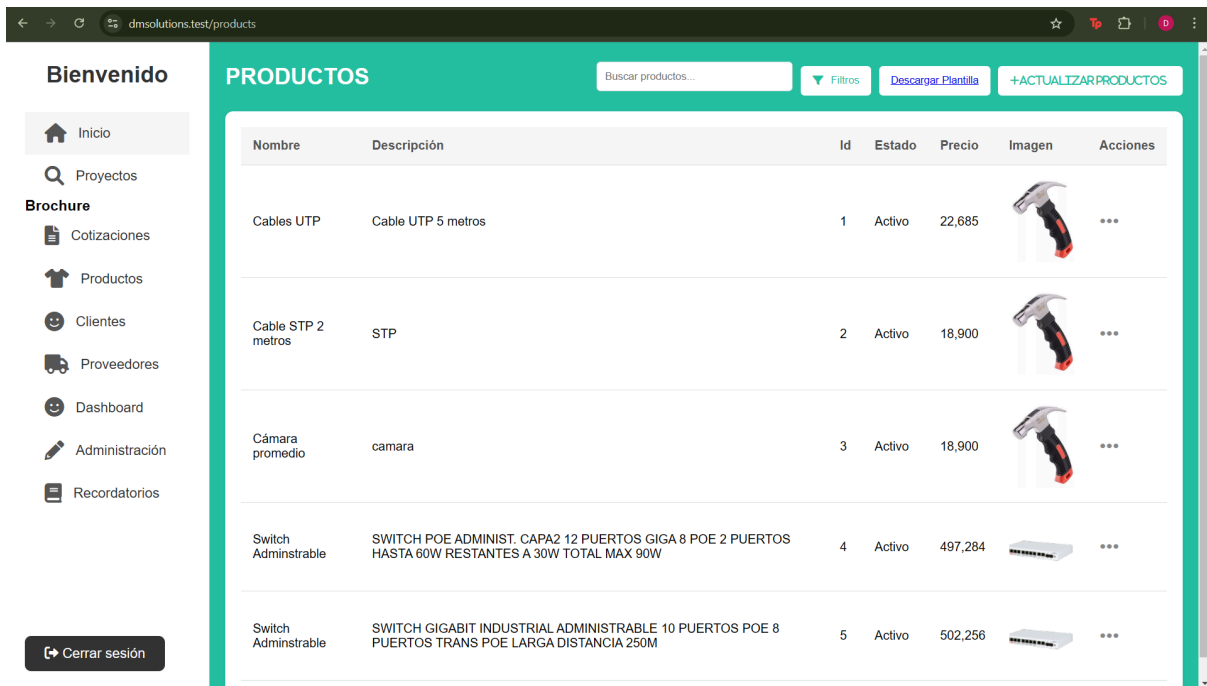 dmsolutions.test/products
Tp
D
Bienvenido
Inicio
Proyectos
Brochure
Cotizaciones
Productos
Clientes
Proveedores
Dashboard
Administración
Recordatorios
Cerrar sesión
PRODUCTOS
Buscar productos...
Filtros
Descargar Plantilla
+ACTUALIZAR PRODUCTOS
Nombre Descripción Id Estado Precio Imagen Acciones
Cables UTP Cable UTP 5 metros 1 Activo 22,685
Cable STP 2
metros
STP 2 Activo 18,900
Cámara
promedio
camara 3 Activo 18,900
Switch
Adminstrable
SWITCH POE ADMINIST. CAPA2 12 PUERTOS GIGA 8 POE 2 PUERTOS
HASTA 60W RESTANTES A 30W TOTAL MAX 90W
4 Activo 497,284
Switch
Adminstrable
SWITCH GIGABIT INDUSTRIAL ADMINISTRABLE 10 PUERTOS POE 8
PUERTOS TRANS POE LARGA DISTANCIA 250M
5 Activo 502,256